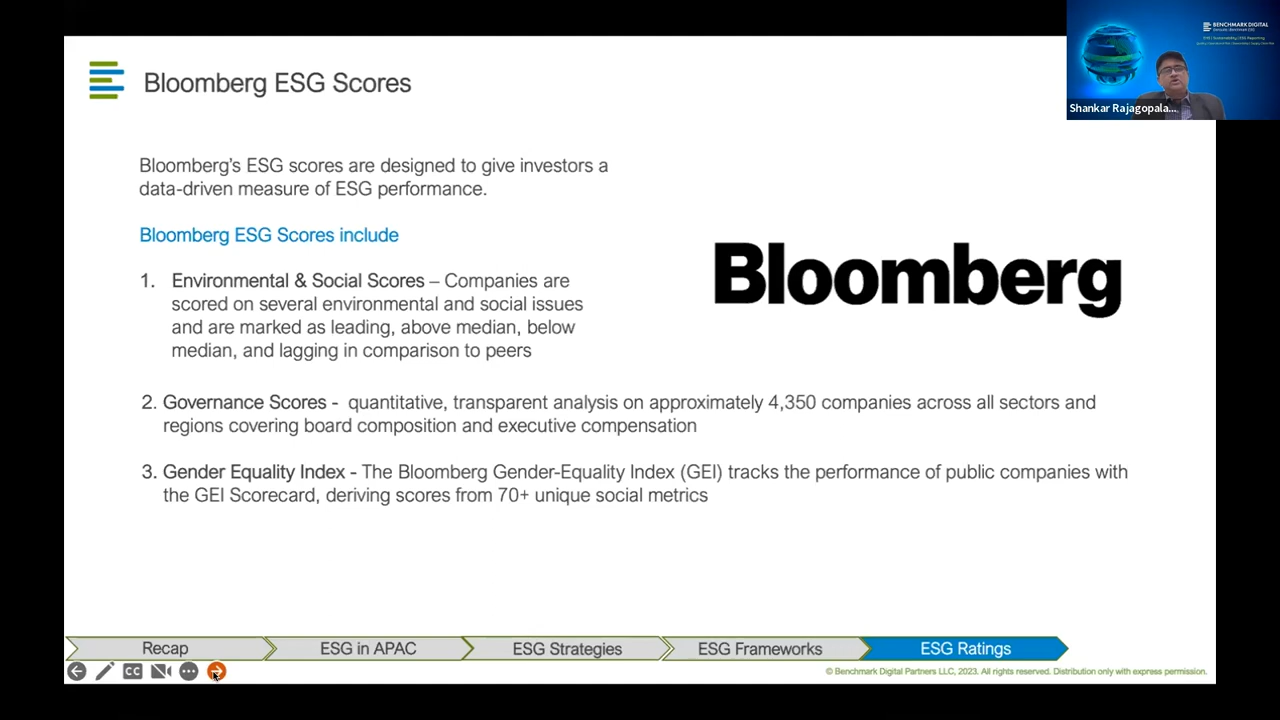 Bloomberg ESG Scores
BENCHMARK DIGITAL
Shankar Rajagopala...
Bloomberg's ESG scores are designed to give investors a
data-driven measure of ESG performance.
Bloomberg ESG Scores include
1. Environmental & Social Scores – Companies are
scored on several environmental and social issues
and are marked as leading, above median, below
median, and lagging in comparison to peers
Bloomberg
2. Governance Scores - quantitative, transparent analysis on approximately 4,350 companies across all sectors and
regions covering board composition and executive compensation
3. Gender Equality Index - The Bloomberg Gender-Equality Index (GEI) tracks the performance of public companies with
the GEI Scorecard, deriving scores from 70+ unique social metrics
Recap
ESG in APAC
ESG Strategies
ESG Frameworks
ESG Ratings
CC
© Benchmark Digital Partners LLC, 2023. All rights reserved. Distribution only with express permission.